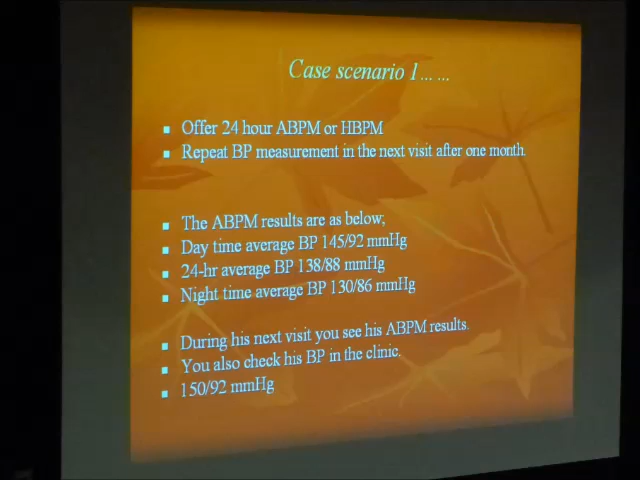 Case scenario 1……
Offer 24 hour ABPM or HBPM
Repeat BP measurement in the next visit after one month.
The ABPM results are as below;
Day time average BP 145/92 mmHg
24-hr average BP 138/88 mmHg
Night time average BP 130/86 mmHg
During his next visit you see his ABPM results.
You also check his BP in the clinic.
150/92 mmHg